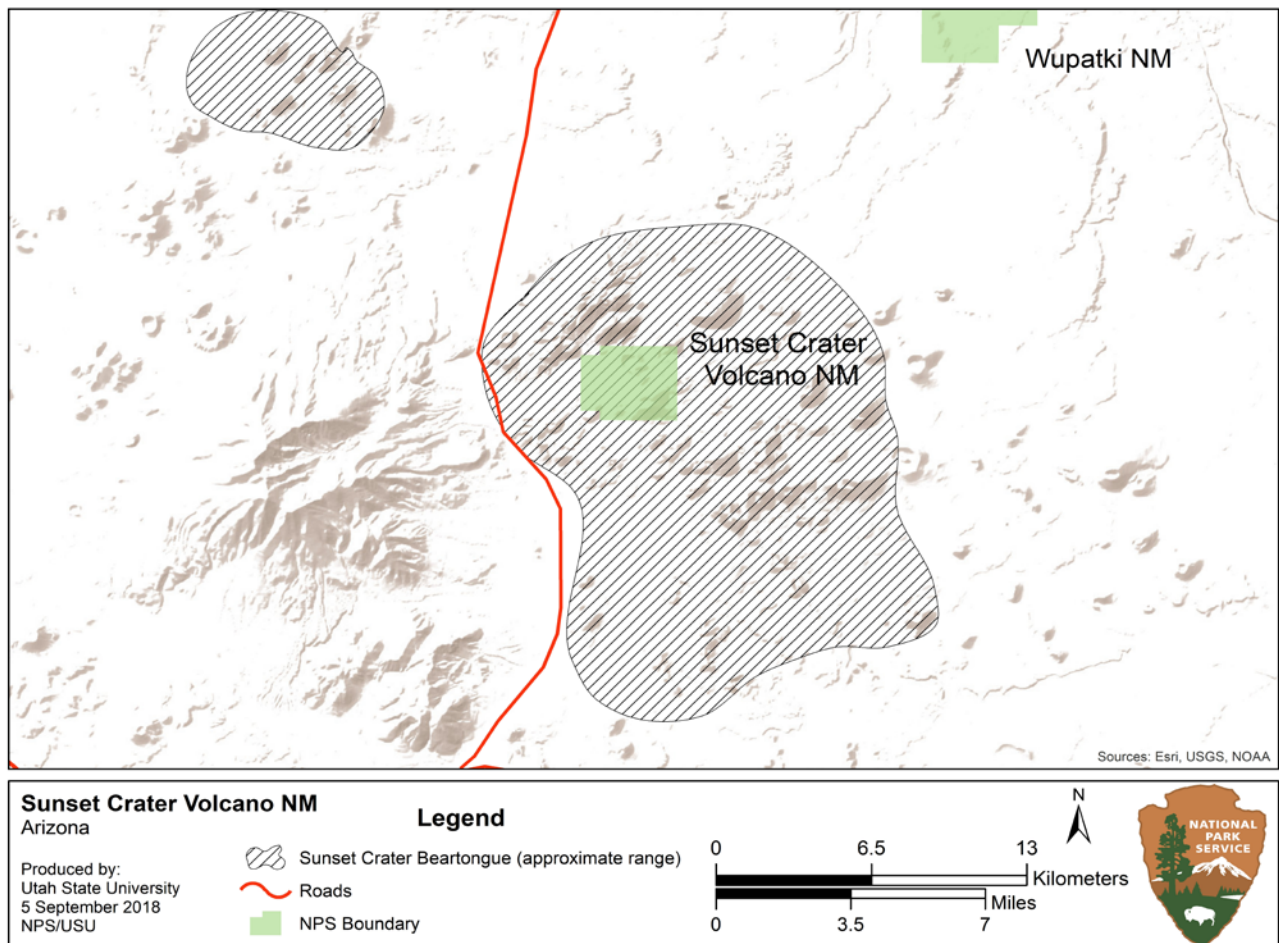 Wupatki NM
Sunset Crater
Volcano NM
Sources: Esri, USGS, NOAA
Sunset Crater Volcano NM
Arizona
Produced by:
Utah State University
5 September 2018
NPS/USU
Legend
Sunset Crater Beartongue (approximate range)
Roads
NPS Boundary
0 6.5 13
Kilometers
Miles
0 3.5 7
N
NATIONAL
PARK
SERVICE